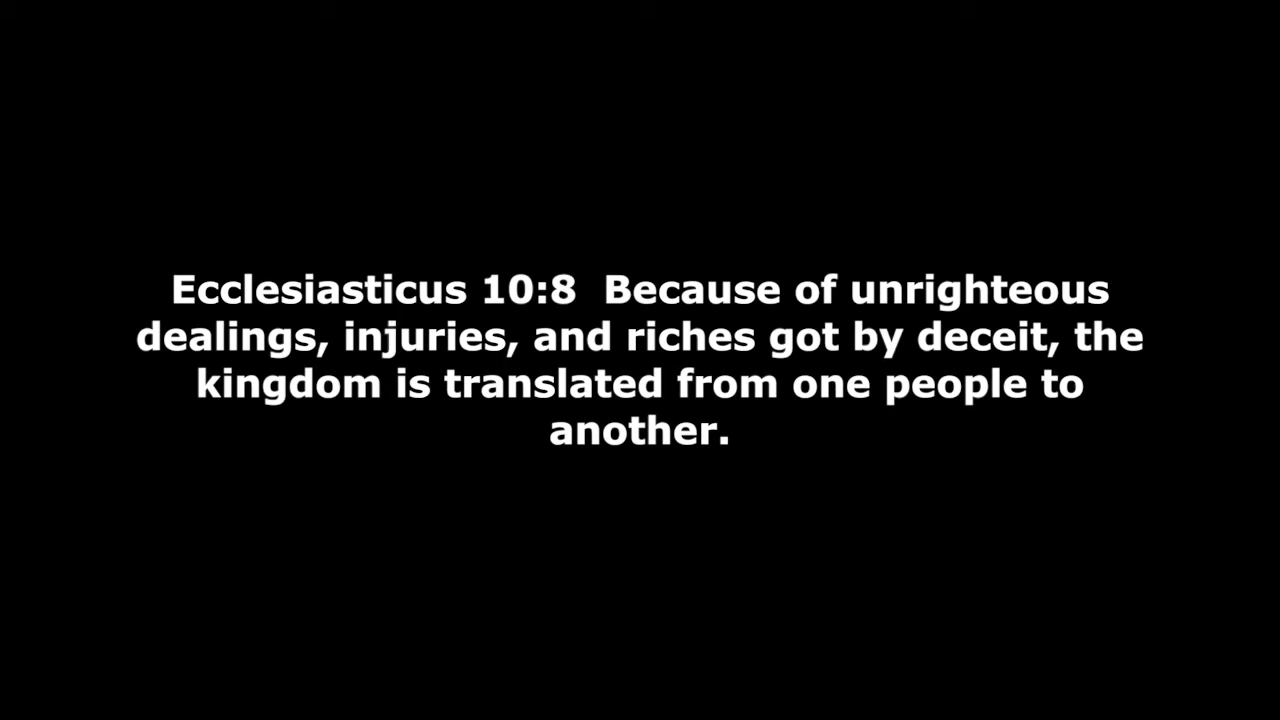 Ecclesiasticus 10:8  Because of unrighteous
dealings, injuries, and riches got by deceit, the
kingdom is translated from one people to
another.